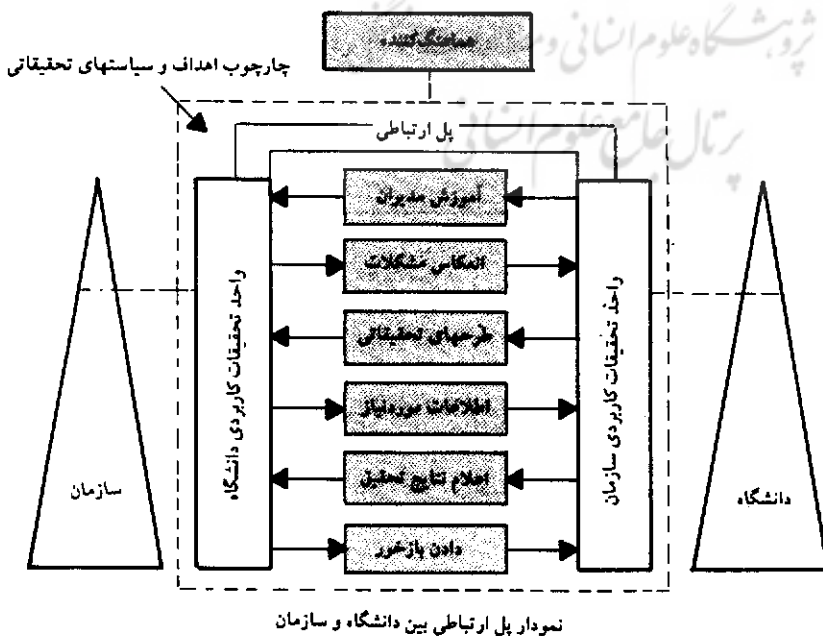 پژوهشگاه علوم انسانی و
پرتال جامع علوم انسانی
هماهنگ‌کننده
چارچوب اهداف و سیاستهای تحقیقاتی
پل ارتباطی
آموزش مدیران
انعکاس مشکلات
طرحهای تحقیقاتی
اطلاعات موردنیاز
اعلام نتایج تحقیق
دادن بازخور
واحد تحقیقات کاربردی سازمان
واحد تحقیقات کاربردی دانشگاه
دانشگاه
سازمان
نمودار پل ارتباطی بین دانشگاه و سازمان